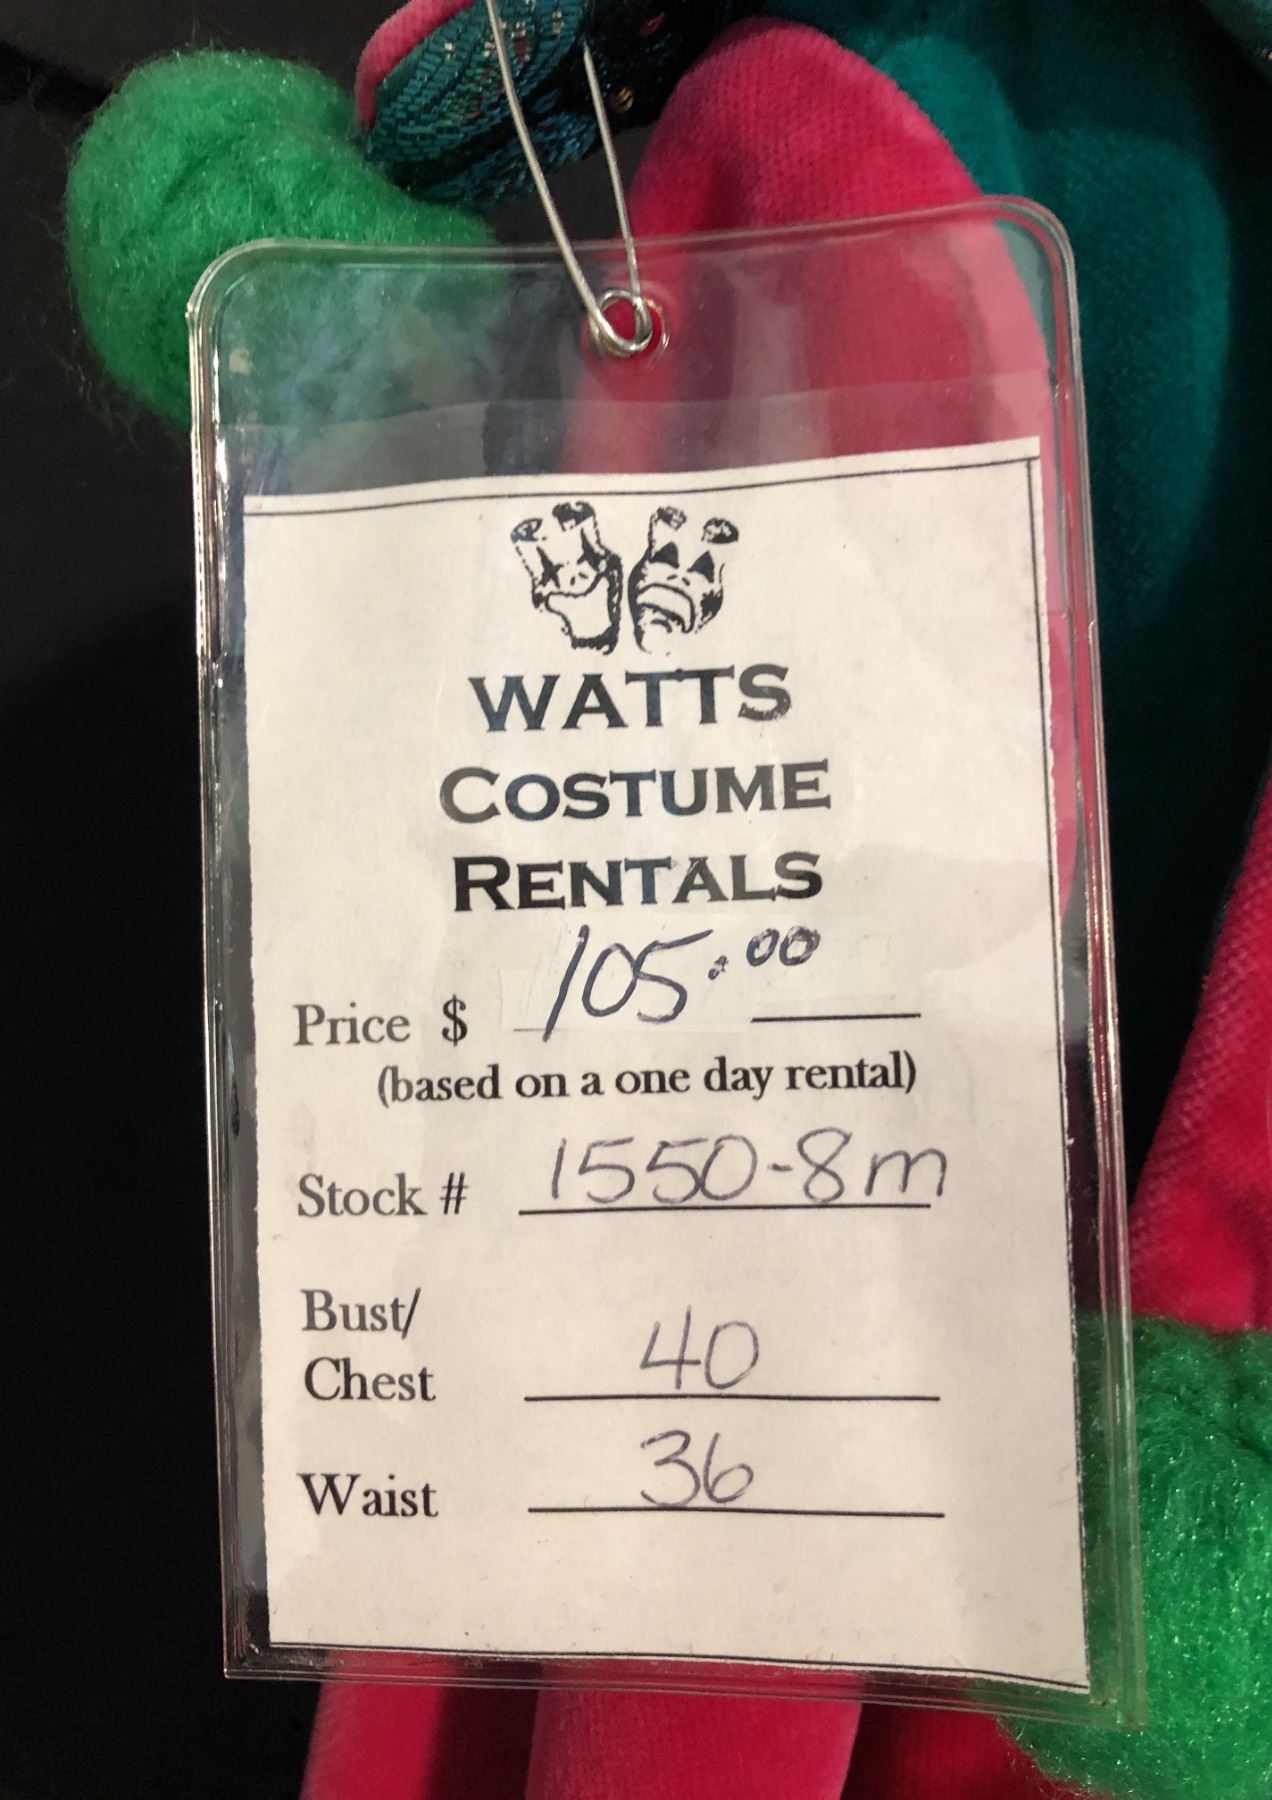 WATTS
COSTUME
RENTALS
Price $ 105.00
(based on a one day rental)
Stock # 1550-8m
Bust/
Chest 40
Waist 36